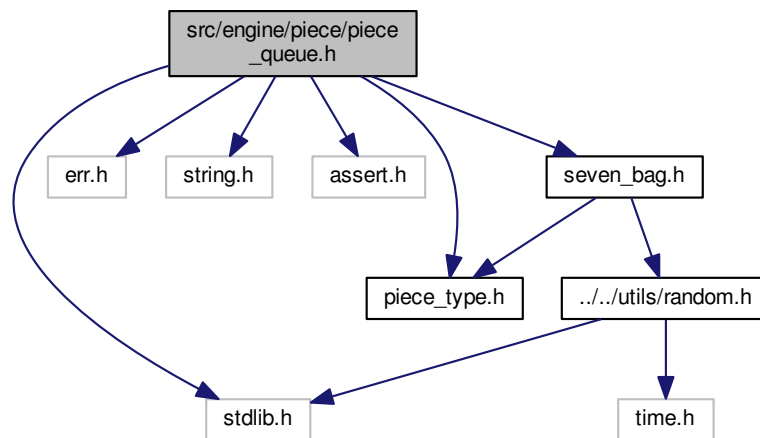 src/engine/piece/piece
_queue.h
err.h
string.h
assert.h
seven_bag.h
piece_type.h
../../utils/random.h
stdlib.h
time.h